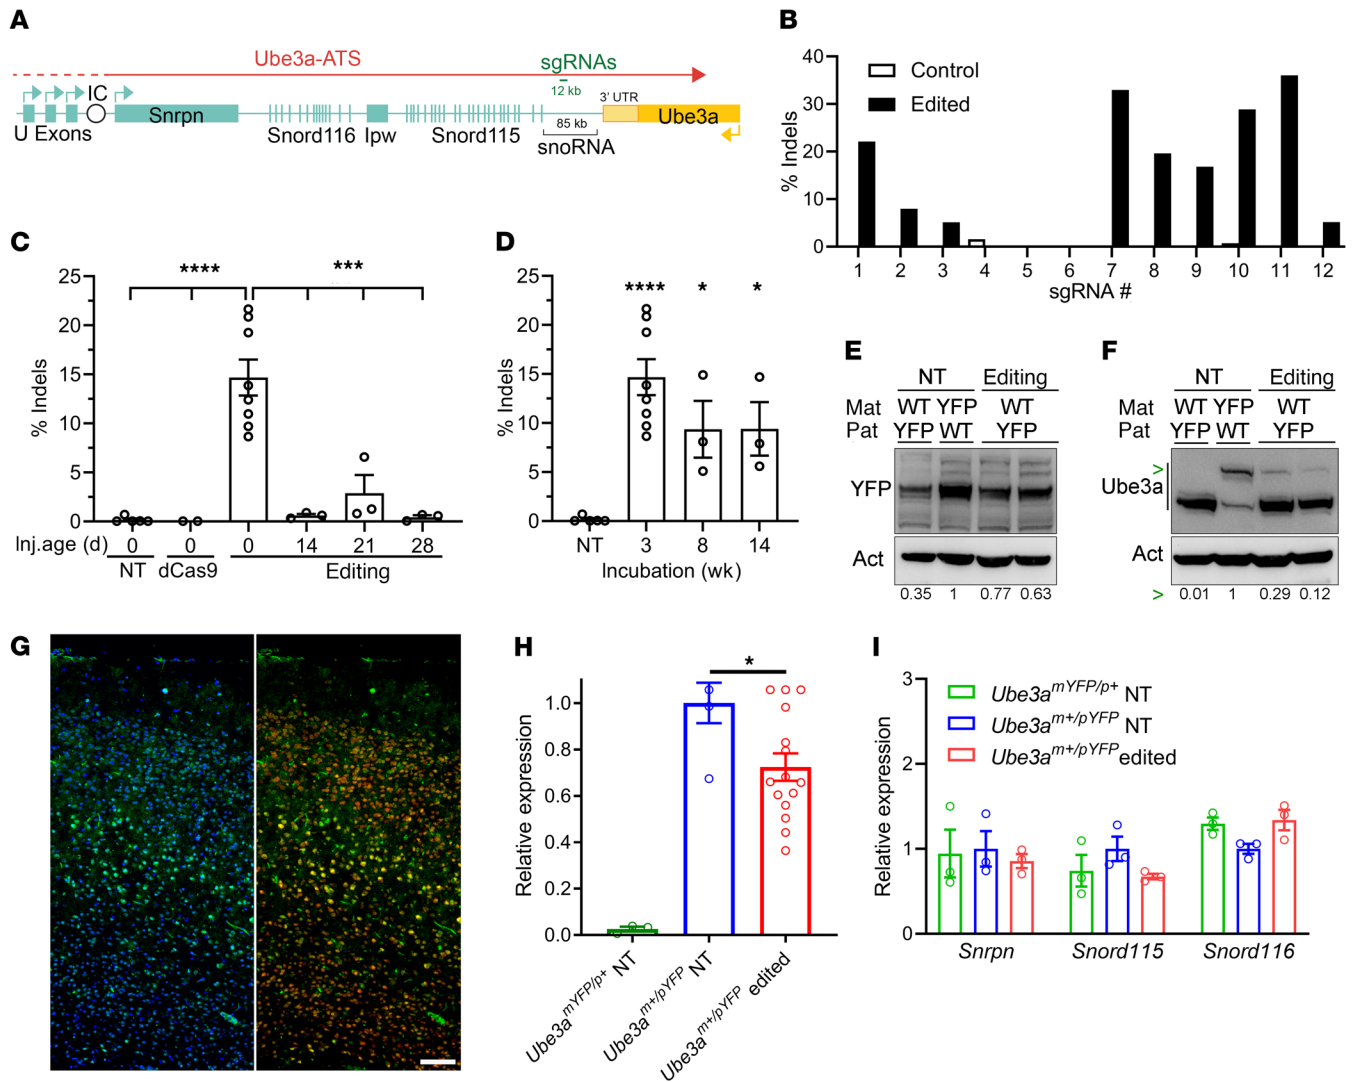 A
Ube3a-ATS
sgRNAs
12 kb
IC
3' UTR
Snrpn
Ube3a
U Exons
Snord116
Ipw
Snord115
85 kb
snoRNA
B
% Indels
40
30
20
10
0
Control
Edited
1 2 3 4 5 6 7 8 9 10 11 12
sgRNA #
C
% Indels
25
20
15
10
5
0
**** ***
Inj.age (d) 0 0 0 14 21 28
NT dCas9 Editing
D
% Indels
25
20
15
10
5
0
**** * *
NT 3 8 14
Incubation (wk)
E
NT Editing
Mat WT YFP WT
Pat YFP WT YFP
YFP
Act
0.35 1 0.77 0.63
F
NT Editing
Mat WT YFP WT
Pat YFP WT YFP
>
Ube3a
Act
> 0.01 1 0.29 0.12
G
H
Relative expression
1.0
0.8
0.6
0.4
0.2
0.0
*
Ube3a mYFP/p+ NT
Ube3a m+/pYFP NT
Ube3a m+/pYFP edited
I
Relative expression
3
2
1
0
Ube3a mYFP/p+ NT
Ube3a m+/pYFP NT
Ube3a m+/pYFP edited
Snrpn Snord115 Snord116